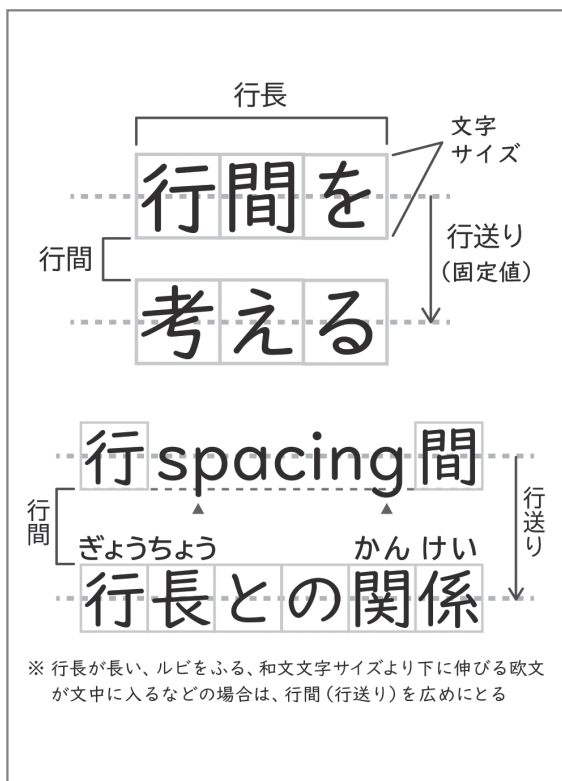 行長
文字
サイズ
行間を
行間
行送り
(固定値)
考える
行spacing間
行間
行送り
ぎょうちょう かん けい
行長との関係
※ 行長が長い、ルビをふる、和文文字サイズより下に伸びる欧文
が文中に入るなどの場合は、行間(行送り)を広めにとる